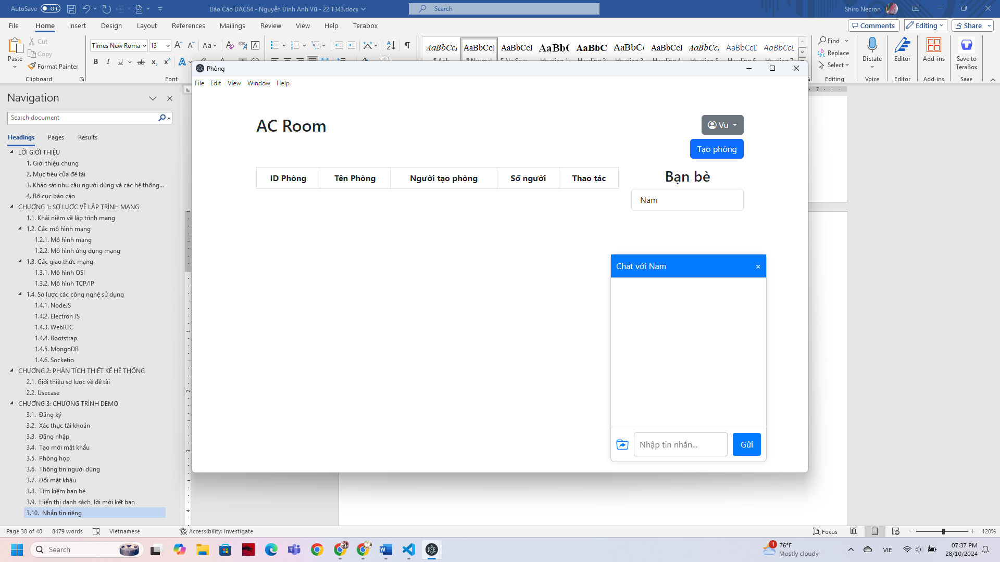 AutoSave Off
Báo Cáo DACS4 - Nguyễn Đình Anh Vũ - 22IT343.docx
Search
Shiro Necron
File Home Insert Design Layout References Mailings Review View Help Terabox
Comments Editing Share
Paste
Cut
Copy
Format Painter
Clipboard
Times New Roma 13
Font
AaBbCcI AaBbCcI AaBbCcI AaBb( AaBbC AaBbC AaBbCcI AaBbCcI AaBbCcD AaBbCcD
Find
Replace
Select
Editing
Dictate
Voice
Editor
Editor
Add-ins
Add-ins
Save to TeraBox
Save
Navigation
Search document
Headings Pages Results
LỜI GIỚI THIỆU
1. Giới thiệu chung
2. Mục tiêu của đề tài
3. Khảo sát nhu cầu người dùng và các hệ thống...
4. Bố cục báo cáo
CHƯƠNG 1: SƠ LƯỢC VỀ LẬP TRÌNH MẠNG
1.1. Khái niệm về lập trình mạng
1.2. Các mô hình mạng
1.2.1. Mô hình mạng
1.2.2. Mô hình ứng dụng mạng
1.3. Các giao thức mạng
1.3.1. Mô hình OSI
1.3.2. Mô hình TCP/IP
1.4. Sơ lược các công nghệ sử dụng
1.4.1. NodeJS
1.4.2. Electron JS
1.4.3. WebRTC
1.4.4. Bootstrap
1.4.5. MongoDB
1.4.6. Socketio
CHƯƠNG 2: PHÂN TÍCH THIẾT KẾ HỆ THỐNG
2.1. Giới thiệu sợ lược về đề tài
2.2. Usecase
CHƯƠNG 3: CHƯƠNG TRÌNH DEMO
3.1. Đăng ký
3.2. Xác thực tài khoản
3.3. Đăng nhập
3.4. Tạo mới mật khẩu
3.5. Phòng họp
3.6. Thông tin người dùng
3.7. Đổi mật khẩu
3.8. Tìm kiếm bạn bè
3.9. Hiển thị danh sách, lời mời kết bạn
3.10. Nhắn tin riêng
Phòng
File Edit View Window Help
AC Room
Vu
Tạo phòng
ID Phòng Tên Phòng Người tạo phòng Số người Thao tác
Bạn bè
Nam
Chat với Nam ×
Nhập tin nhắn...
Gửi
Page 38 of 40 8479 words Vietnamese Accessibility: Investigate
Focus 120%
Search
1
76°F
Mostly cloudy
VIE
07:37 PM
28/10/2024